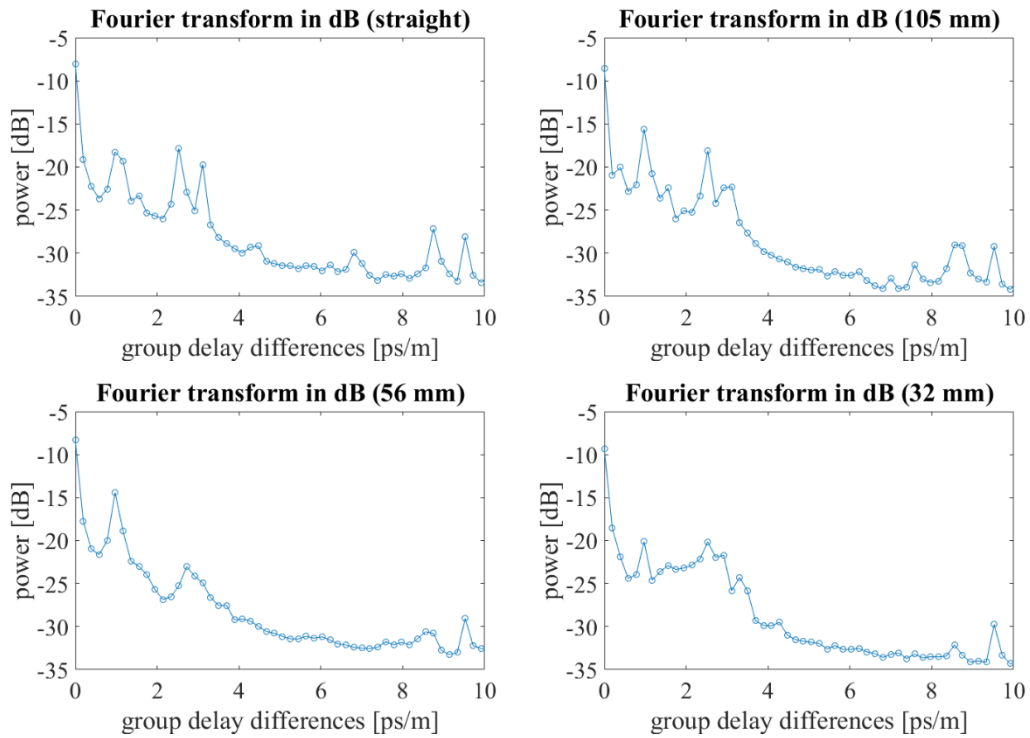 Fourier transform in dB (straight)
-5
-10
-15
-20
-25
-30
-35
power [dB]
0 2 4 6 8 10
group delay differences [ps/m]
Fourier transform in dB (105 mm)
-5
-10
-15
-20
-25
-30
-35
power [dB]
0 2 4 6 8 10
group delay differences [ps/m]
Fourier transform in dB (56 mm)
-5
-10
-15
-20
-25
-30
-35
power [dB]
0 2 4 6 8 10
group delay differences [ps/m]
Fourier transform in dB (32 mm)
-5
-10
-15
-20
-25
-30
-35
power [dB]
0 2 4 6 8 10
group delay differences [ps/m]